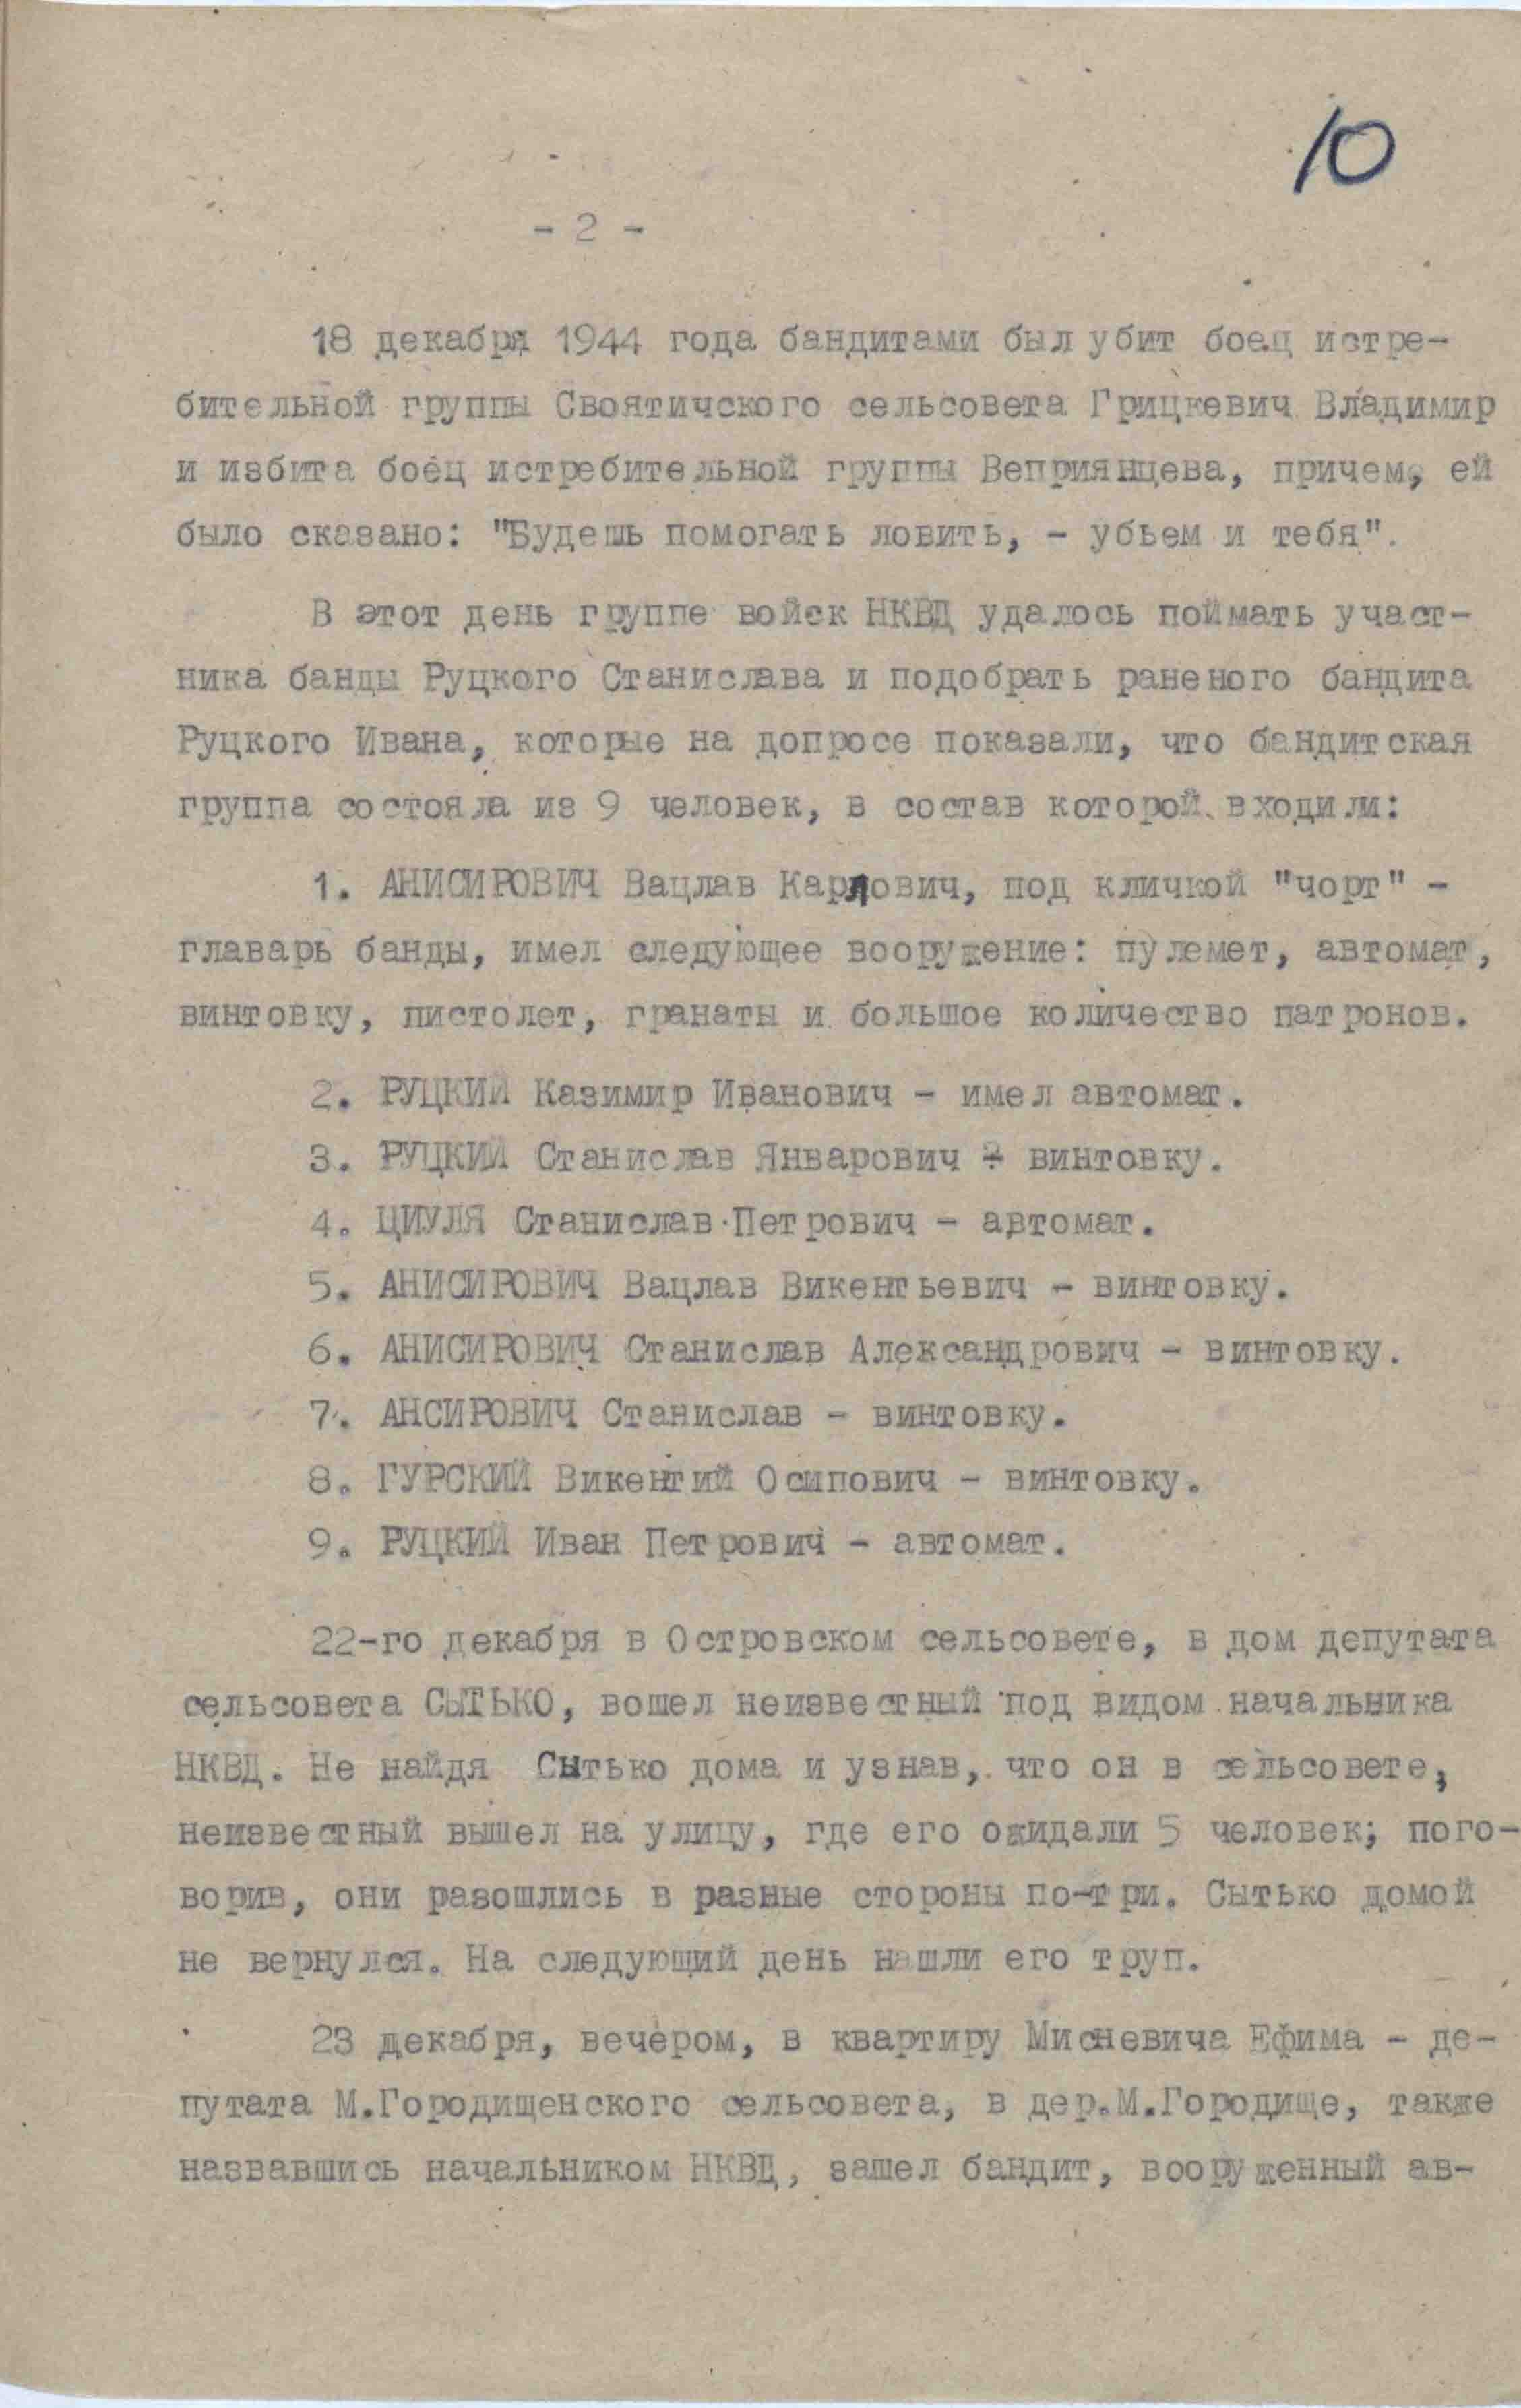 10
- 2 -
18 декабря 1944 года бандитами был убит боец истре-
бительной группы Своятичского сельсовета Грицкевич Владимир
и избита боец истребительной группы Веприянцева, причем, ей
было сказано: "Будешь помогать ловить, - убьем и тебя".
В этот день группе войск НКВД удалось поймать участ-
ника банды Руцкого Станислава и подобрать раненого бандита
Руцкого Ивана, которые на допросе показали, что бандитская
группа состояла из 9 человек, в состав которой входили:
1. АНИСИРОВИЧ Вацлав Карлович, под кличкой "чорт" -
главарь банды, имел следующее вооружение: пулемет, автомат,
винтовку, пистолет, гранаты и большое количество патронов.
2. РУЦКИЙ Казимир Иванович - имел автомат.
3. РУЦКИЙ Станислав Январович - винтовку.
4. ЦИУЛЯ Станислав Петрович - автомат.
5. АНИСИРОВИЧ Вацлав Викентьевич - винтовку.
6. АНИСИРОВИЧ Станислав Александрович - винтовку.
7. АНСИРОВИЧ Станислав - винтовку.
8. ГУРСКИЙ Викентий Осипович - винтовку.
9. РУЦКИЙ Иван Петрович - автомат.
22-го декабря в Островском сельсовете, в дом депутата
сельсовета СЫТЬКО, вошел неизвестный под видом начальника
НКВД. Не найдя Сытько дома и узнав, что он в сельсовете,
неизвестный вышел на улицу, где его ожидали 5 человек; пого-
ворив, они разошлись в разные стороны по-три. Сытько домой
не вернулся. На следующий день нашли его труп.
23 декабря, вечером, в квартиру Мисневича Ефима - де-
путата М.Городищенского сельсовета, в дер.М.Городище, также
назвавшись начальником НКВД, зашел бандит, вооруженный ав-